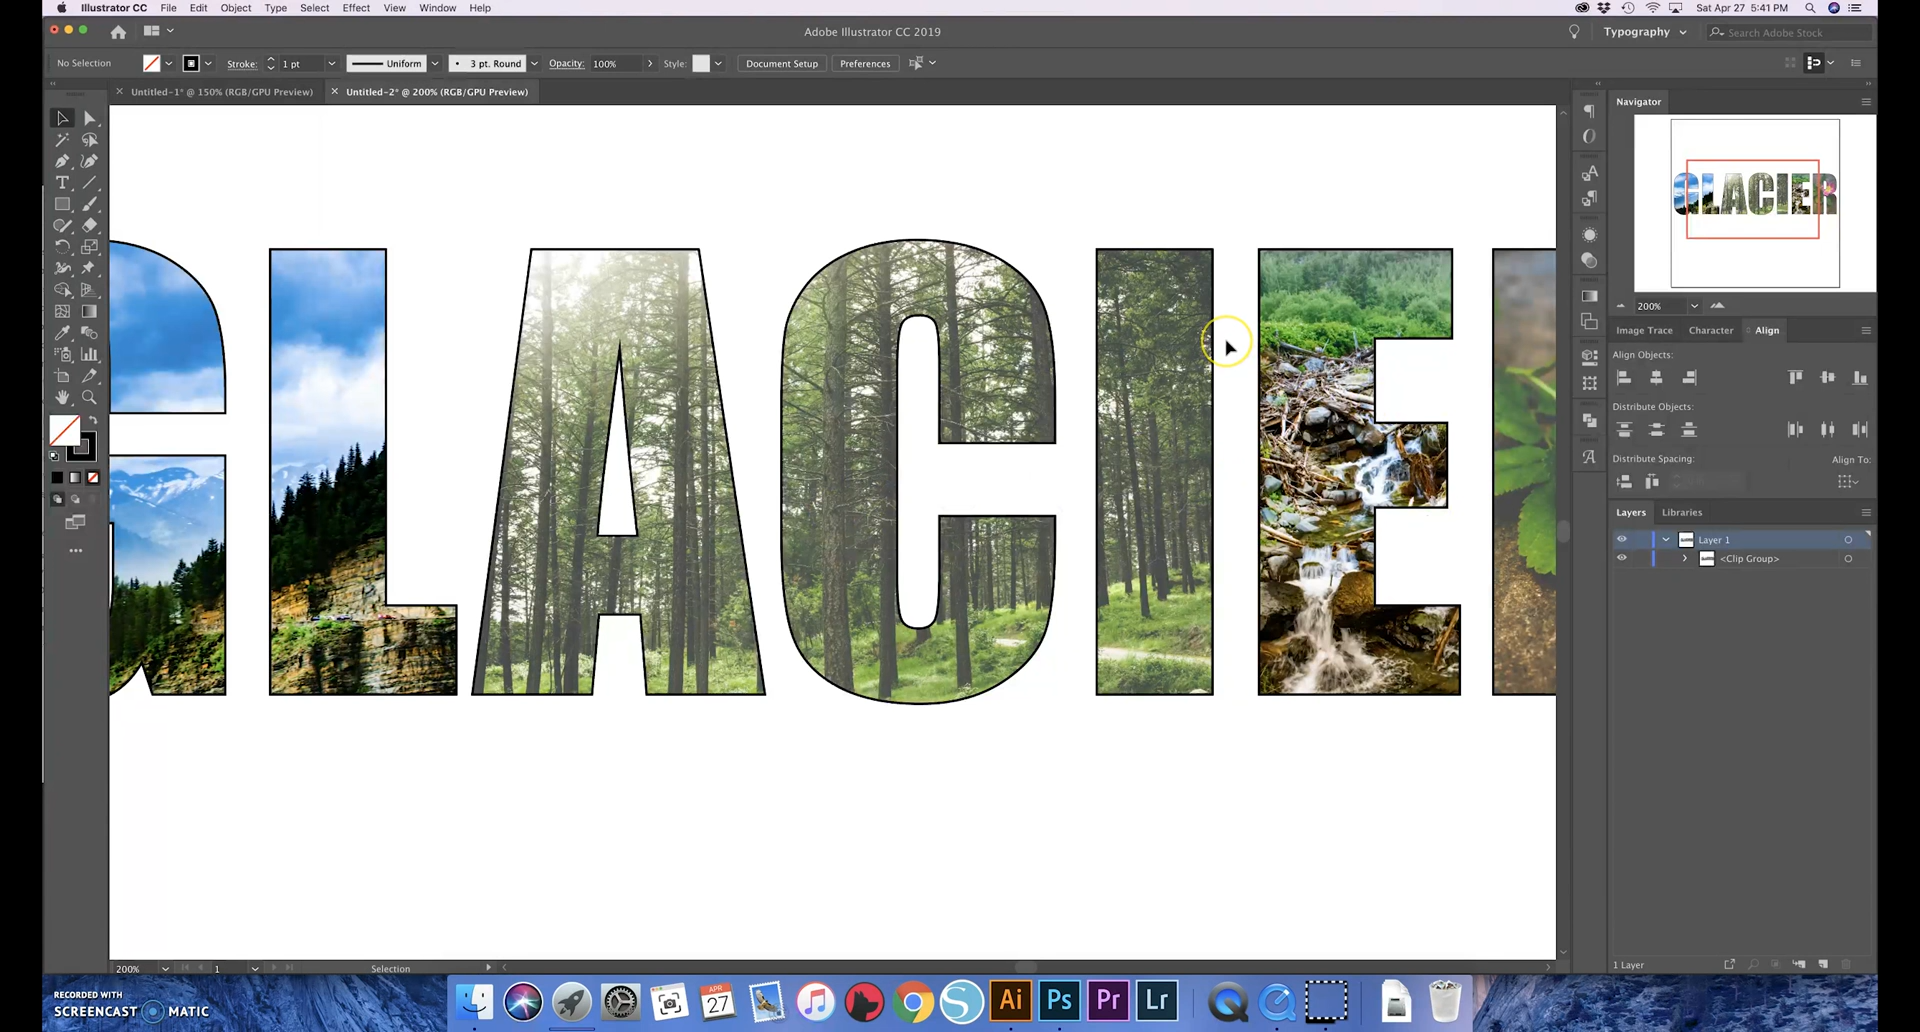 Illustrator CC File Edit Object Type Select Effect View Window Help
Sat Apr 27 5:41 PM
Adobe Illustrator CC 2019
Typography
Search Adobe Stock
No Selection
Stroke: 1 pt
Uniform
3 pt. Round
Opacity: 100%
Style:
Document Setup
Preferences
Untitled-1* @ 150% (RGB/GPU Preview)
Untitled-2* @ 200% (RGB/GPU Preview)
Navigator
GLACIER
200%
Image Trace Character Align
Align Objects:
Distribute Objects:
Distribute Spacing:
Align To:
Layers Libraries
Layer 1
<Clip Group>
GLACIER
1 Layer
200%
1
Selection
RECORDED WITH
SCREENCAST MATIC
APR
27
Ai
Ps
Pr
Lr